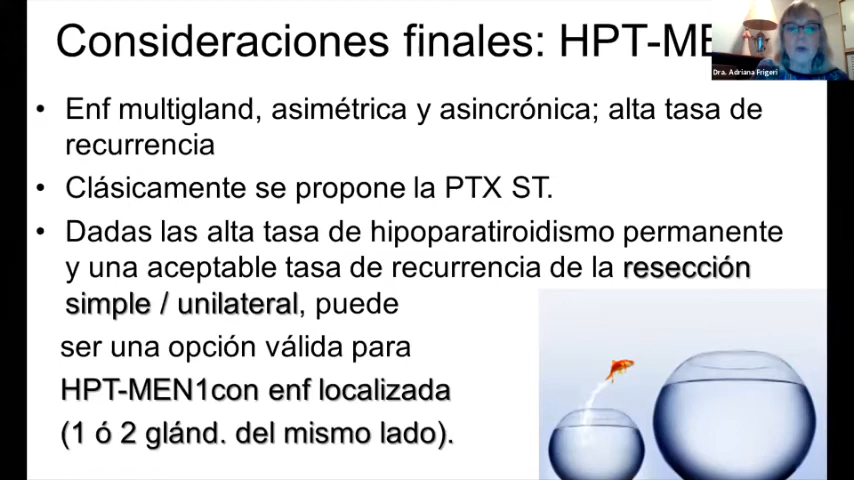 Consideraciones finales: HPT-ME
Dra. Adriana Frigeri
• Enf multigland, asimétrica y asincrónica; alta tasa de
recurrencia
• Clásicamente se propone la PTX ST.
• Dadas las alta tasa de hipoparatiroidismo permanente
y una aceptable tasa de recurrencia de la resección
simple / unilateral, puede
ser una opción válida para
HPT-MEN1con enf localizada
(1 ó 2 glánd. del mismo lado).